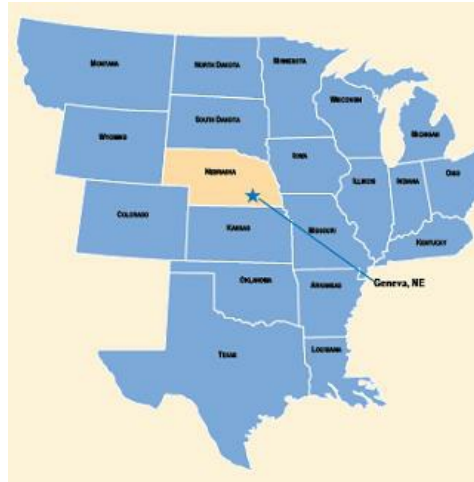 MONTANA
NORTH DAKOTA
MINNESOTA
WISCONSIN
MICHIGAN
SOUTH DAKOTA
WYOMING
NEBRASKA
IOWA
ILLINOIS
INDIANA
OHIO
COLORADO
KANSAS
MISSOURI
KENTUCKY
Geneva, NE
OKLAHOMA
ARKANSAS
TEXAS
LOUISIANA